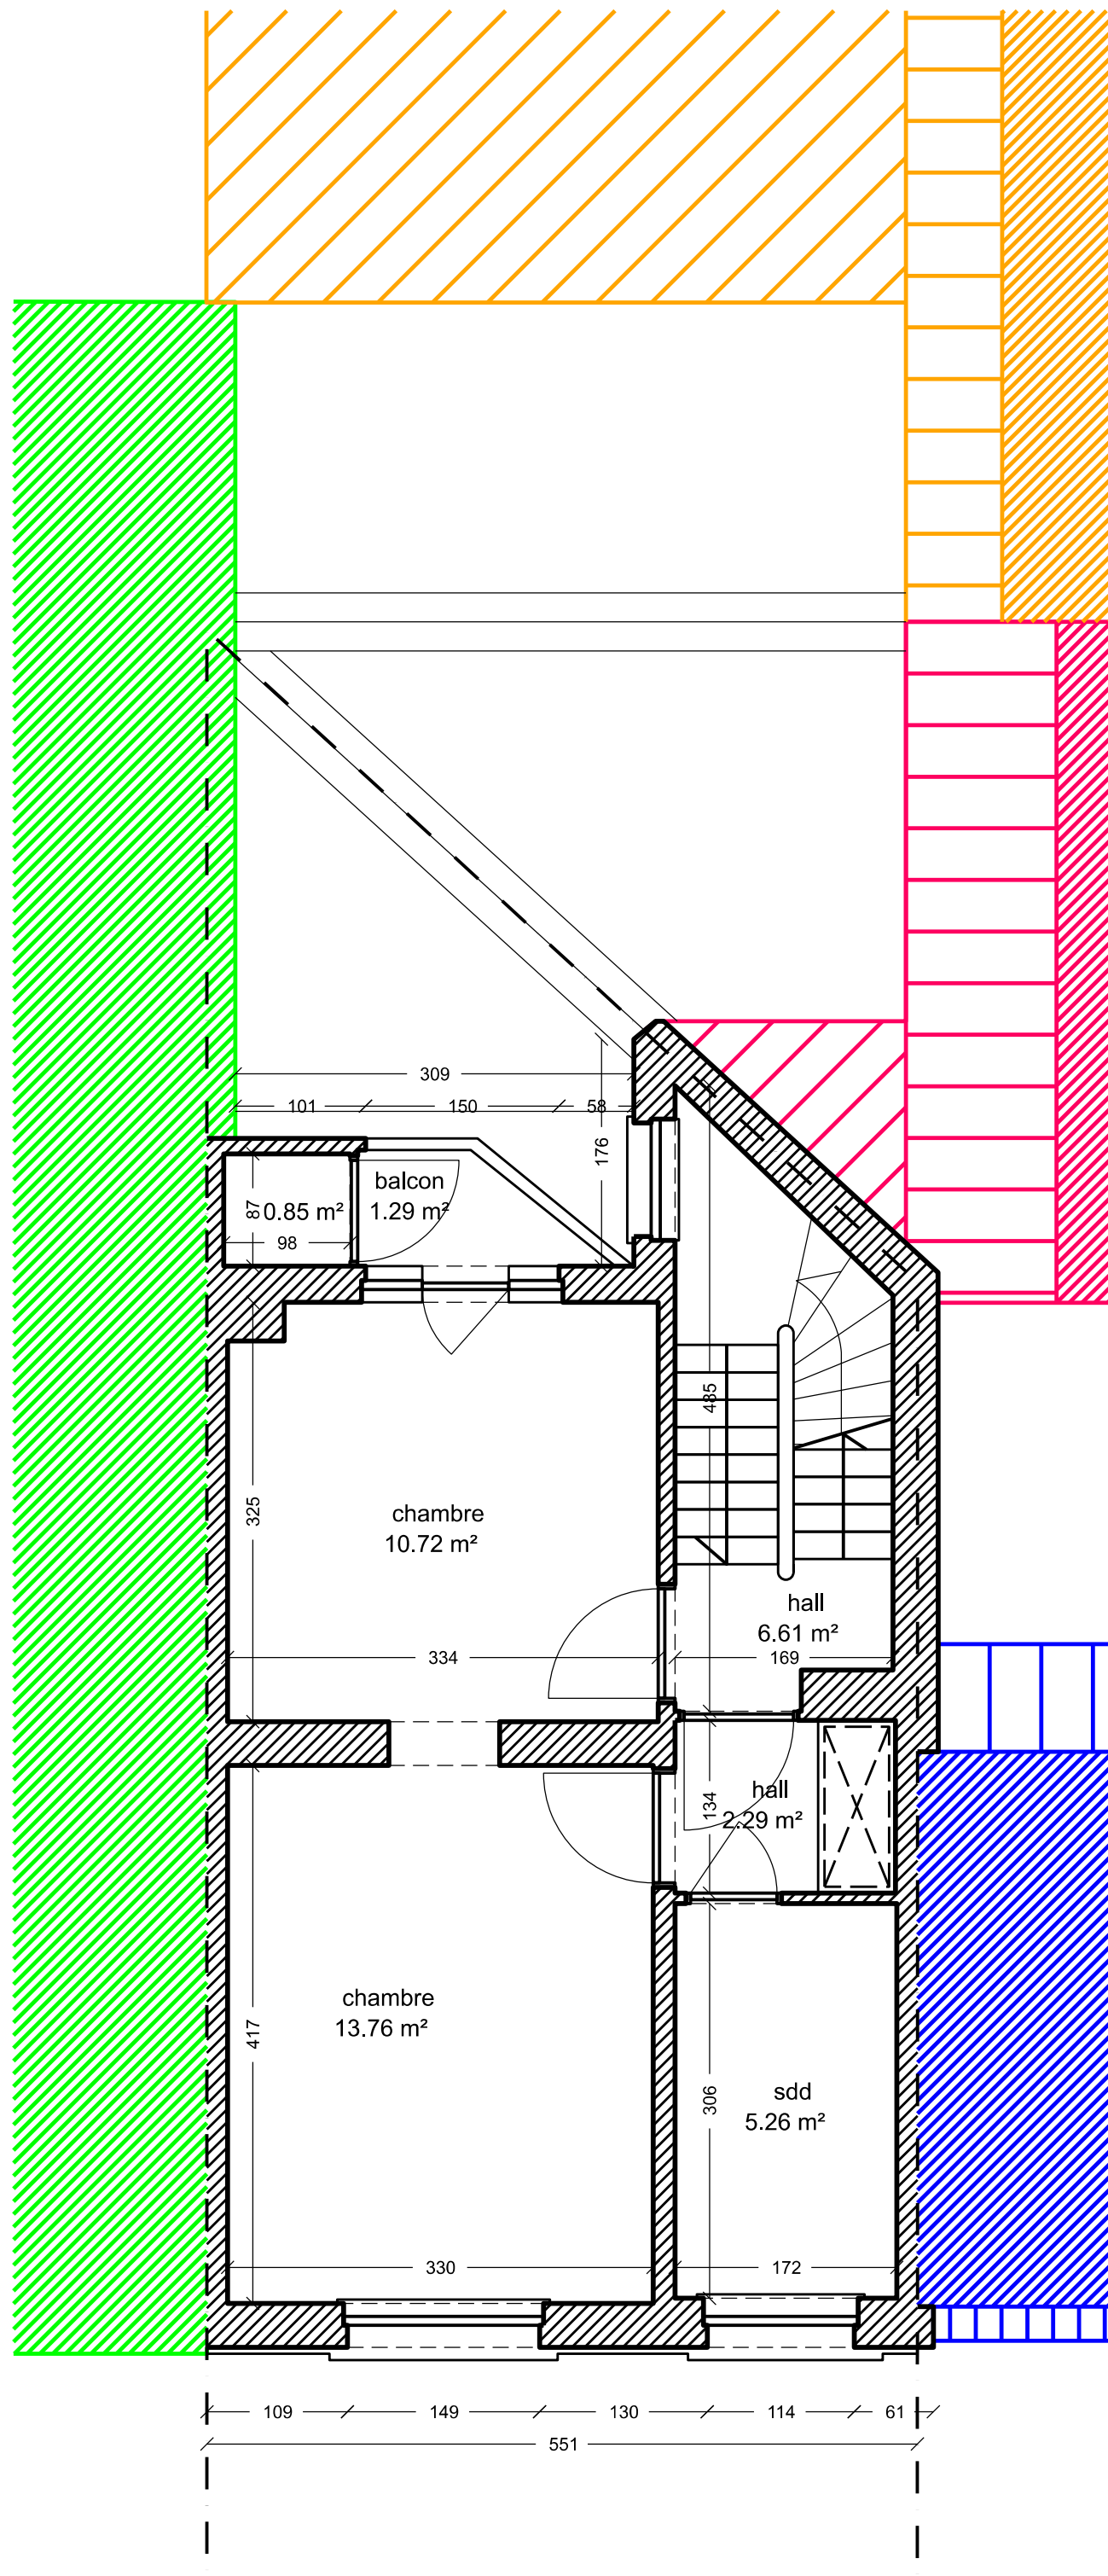 309
101 150 58
176
balcon
1.29 m²
87
0.85 m²
98
485
325
chambre
10.72 m²
hall
6.61 m²
334
169
134
hall
2.29 m²
chambre
13.76 m²
417
306
sdd
5.26 m²
330
172
109 149 130 114 61
551